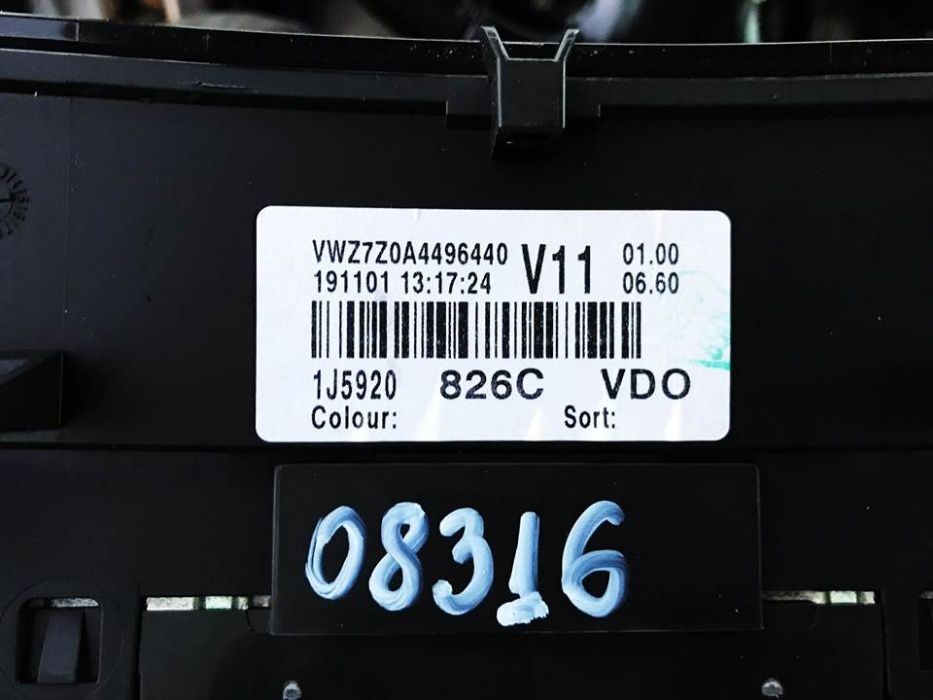 VWZ7Z0A4496440 V11 01.00
191101 13:17:24 06.60
1J5920 826C VDO
Colour: Sort:
08316